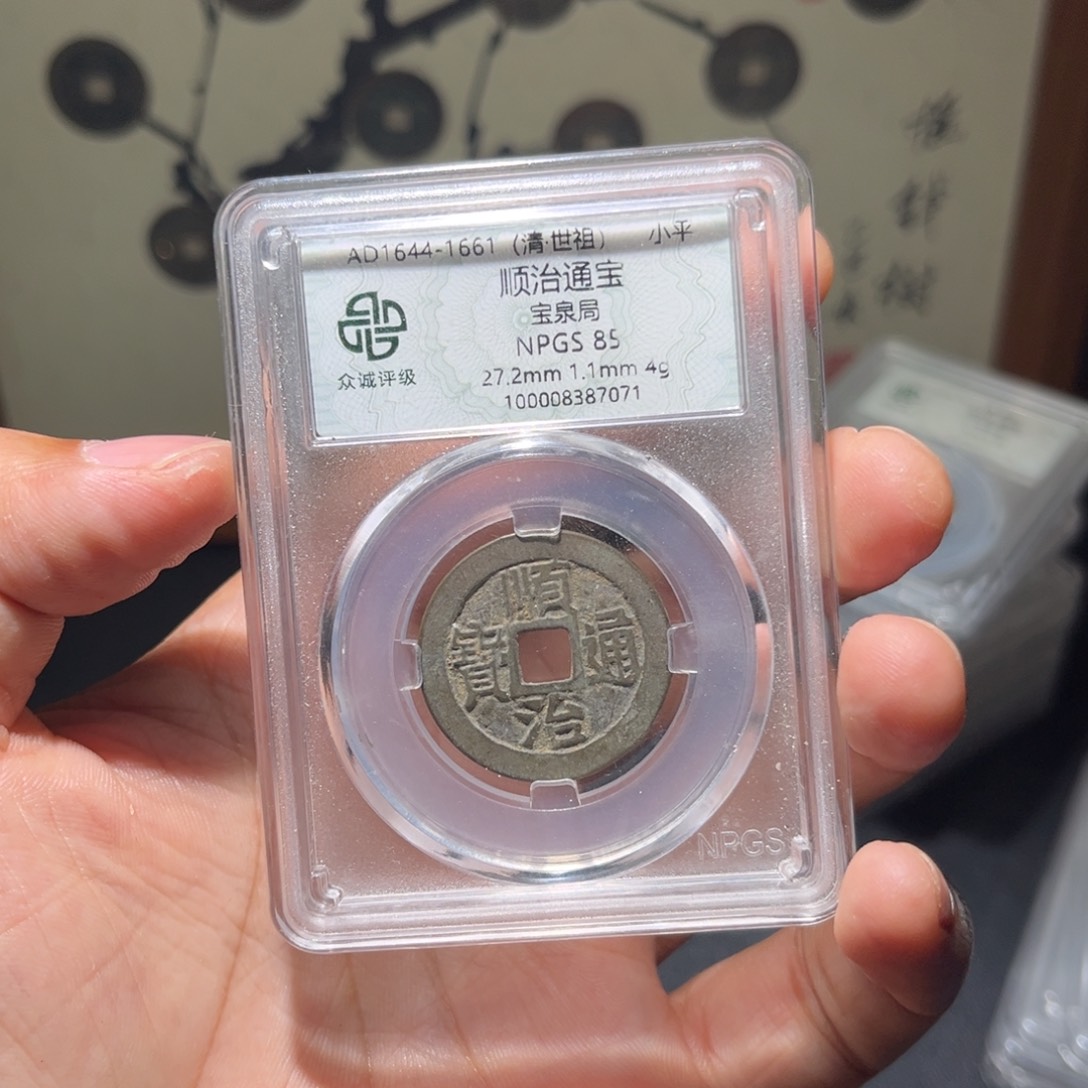 AD1644-1661（清·世祖） 小平
顺治通宝
宝泉局
NPGS 85
27.2mm 1.1mm 4g
100008387071
众诚评级
順
寶 通
治
NPGS